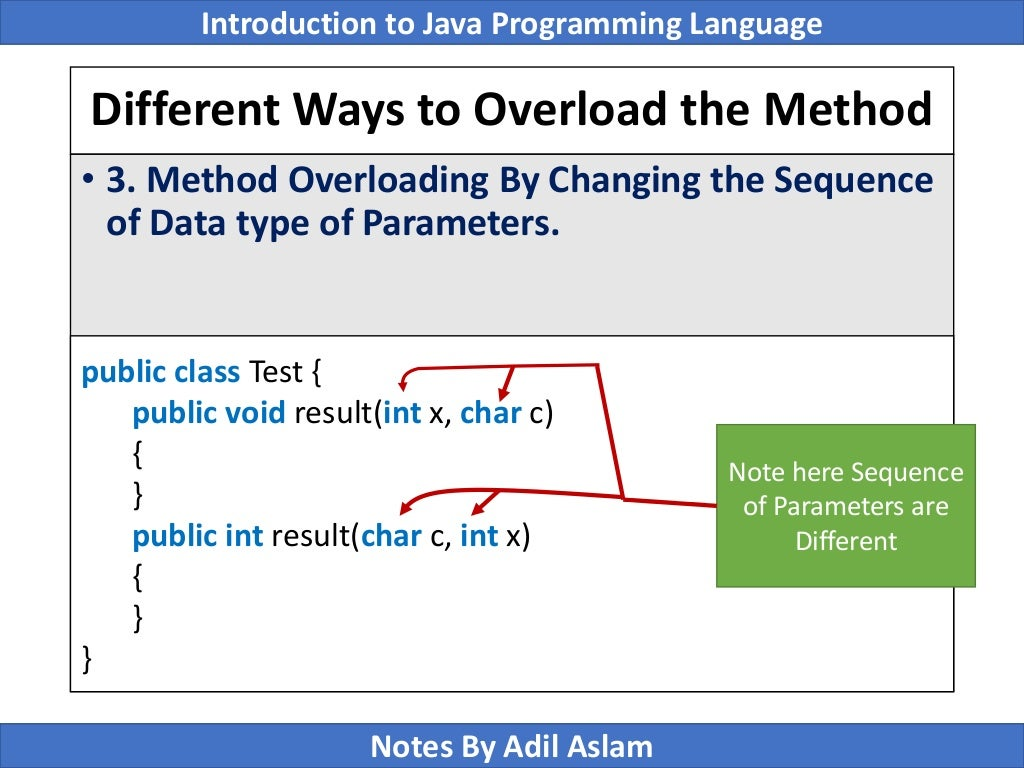 Introduction to Java Programming Language
Different Ways to Overload the Method
• 3. Method Overloading By Changing the Sequence
of Data type of Parameters.
public class Test {
public void result(int x, char c)
{
}
public int result(char c, int x)
{
}
}
Note here Sequence
of Parameters are
Different
Notes By Adil Aslam